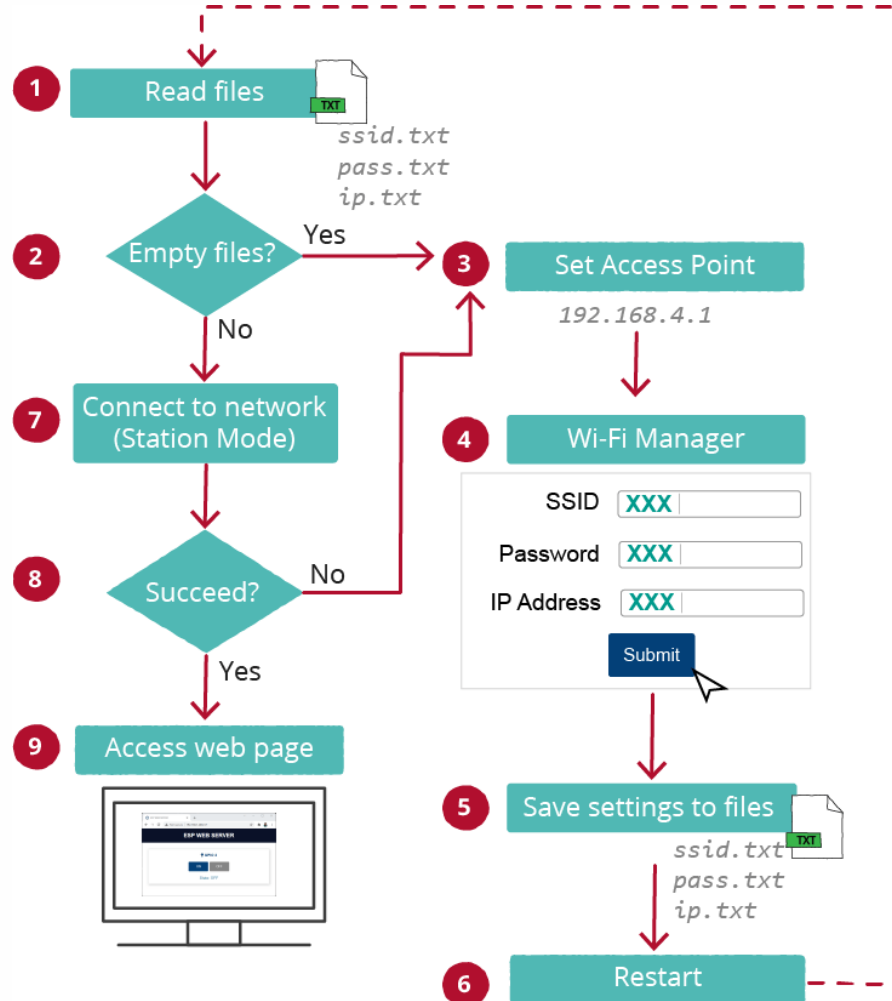 1
Read files
TXT
ssid.txt
pass.txt
ip.txt
2
Empty files?
Yes
No
3
Set Access Point
192.168.4.1
7
Connect to network
(Station Mode)
4
Wi-Fi Manager
SSID XXX
Password XXX
IP Address XXX
Submit
8
Succeed?
No
Yes
9
Access web page
ESP WEB SERVER
5
Save settings to files
TXT
ssid.txt
pass.txt
ip.txt
6
Restart